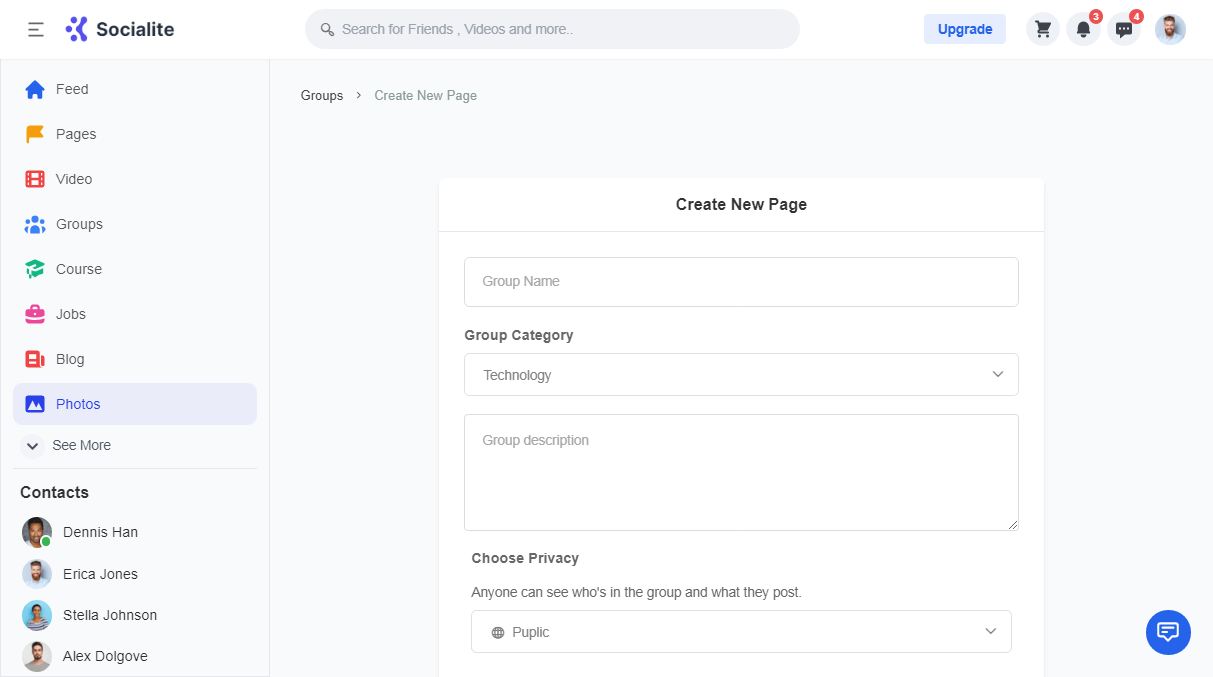 Socialite
Search for Friends , Videos and more..
Upgrade
3
4
Feed
Pages
Video
Groups
Course
Jobs
Blog
Photos
See More
Contacts
Dennis Han
Erica Jones
Stella Johnson
Alex Dolgove
Groups > Create New Page
Create New Page
Group Name
Group Category
Technology
Group description
Choose Privacy
Anyone can see who's in the group and what they post.
Puplic